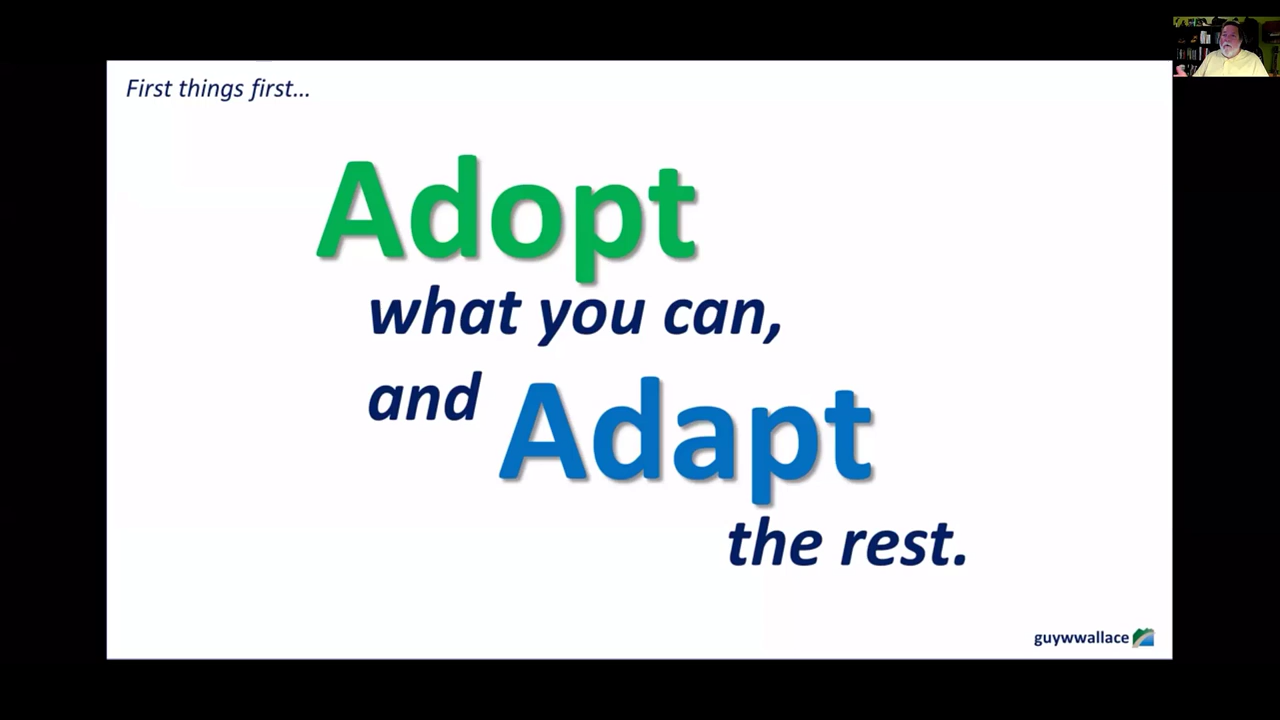 First things first...
Adopt
what you can,
and Adapt
the rest.
guywwallace